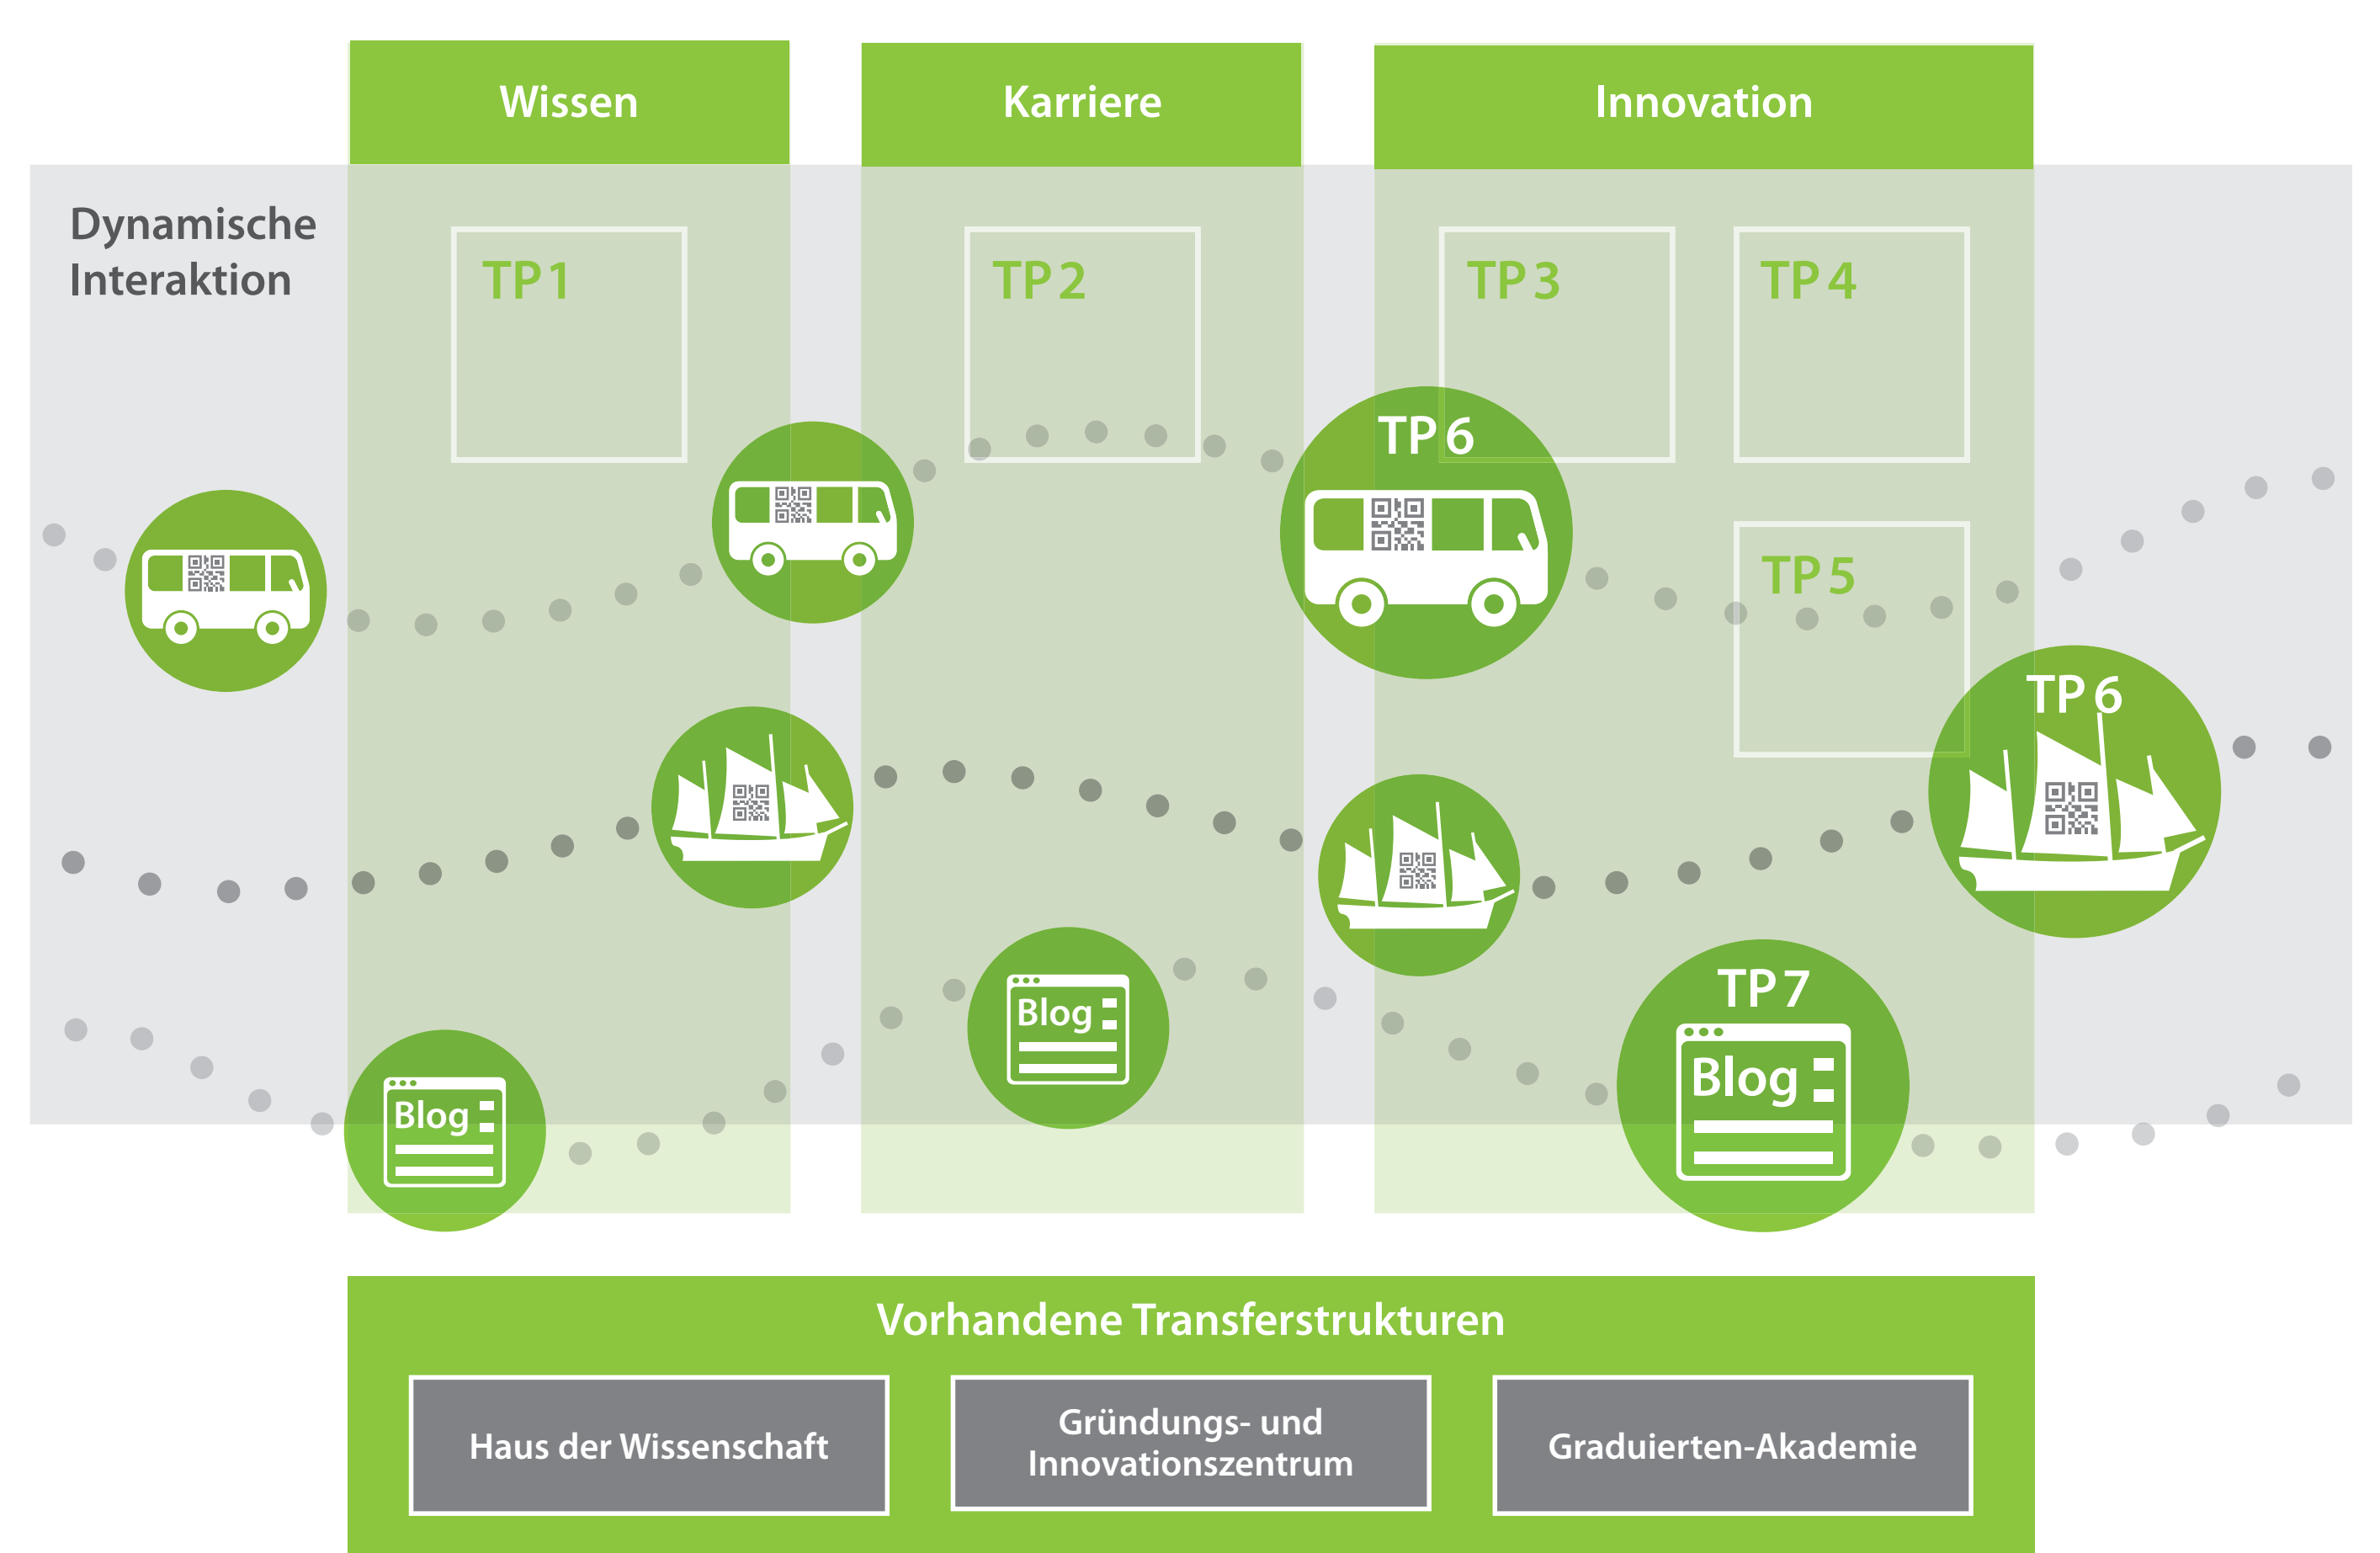 Wissen
Karriere
Innovation
Dynamische
Interaktion
TP 1
TP 2
TP 3
TP 4
TP 6
TP 5
TP 6
Blog
TP 7
Blog
Blog
Vorhandene Transferstrukturen
Haus der Wissenschaft
Gründungs- und
Innovationszentrum
Graduierten-Akademie